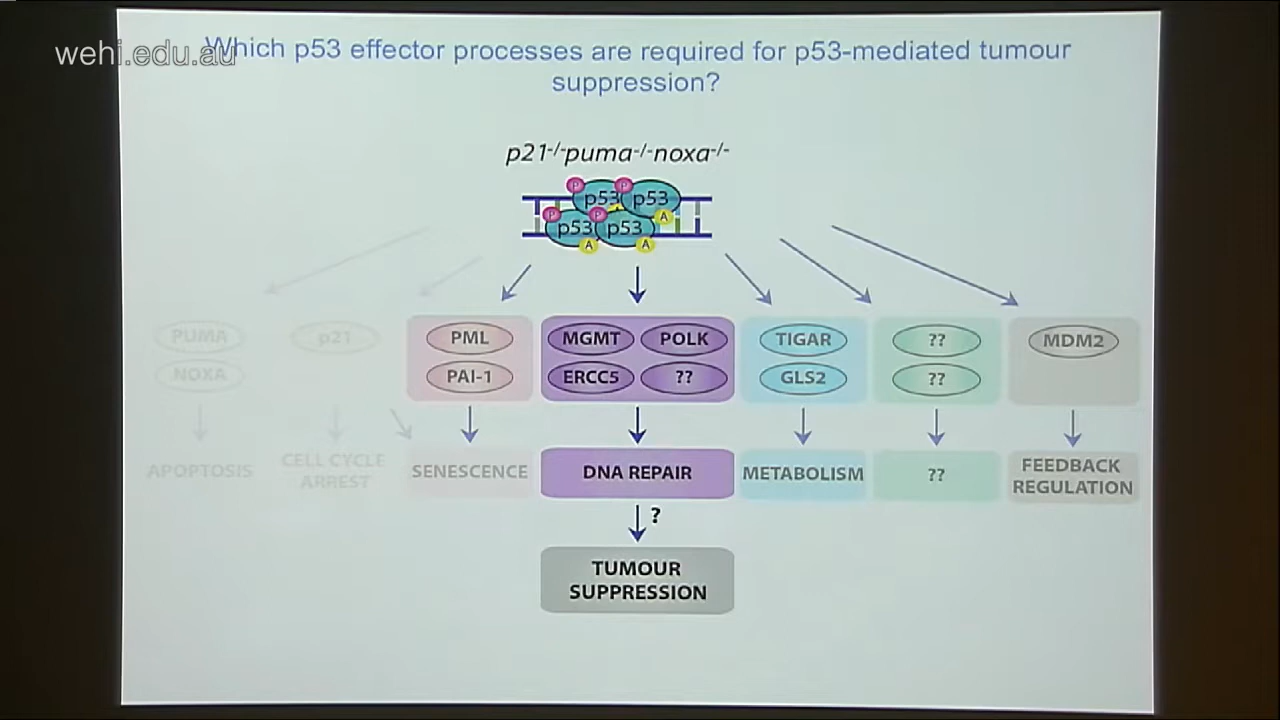 wehi.edu.au
Which p53 effector processes are required for p53-mediated tumour
suppression?
p21-/-puma-/-noxa-/-
P P
p53 p53
P P A
p53 p53
A A
PUMA p21 PML MGMT POLK TIGAR ?? MDM2
NOXA PAI-1 ERCC5 ?? GLS2 ??
APOPTOSIS CELL CYCLE ARREST SENESCENCE DNA REPAIR METABOLISM ?? FEEDBACK REGULATION
?
TUMOUR
SUPPRESSION